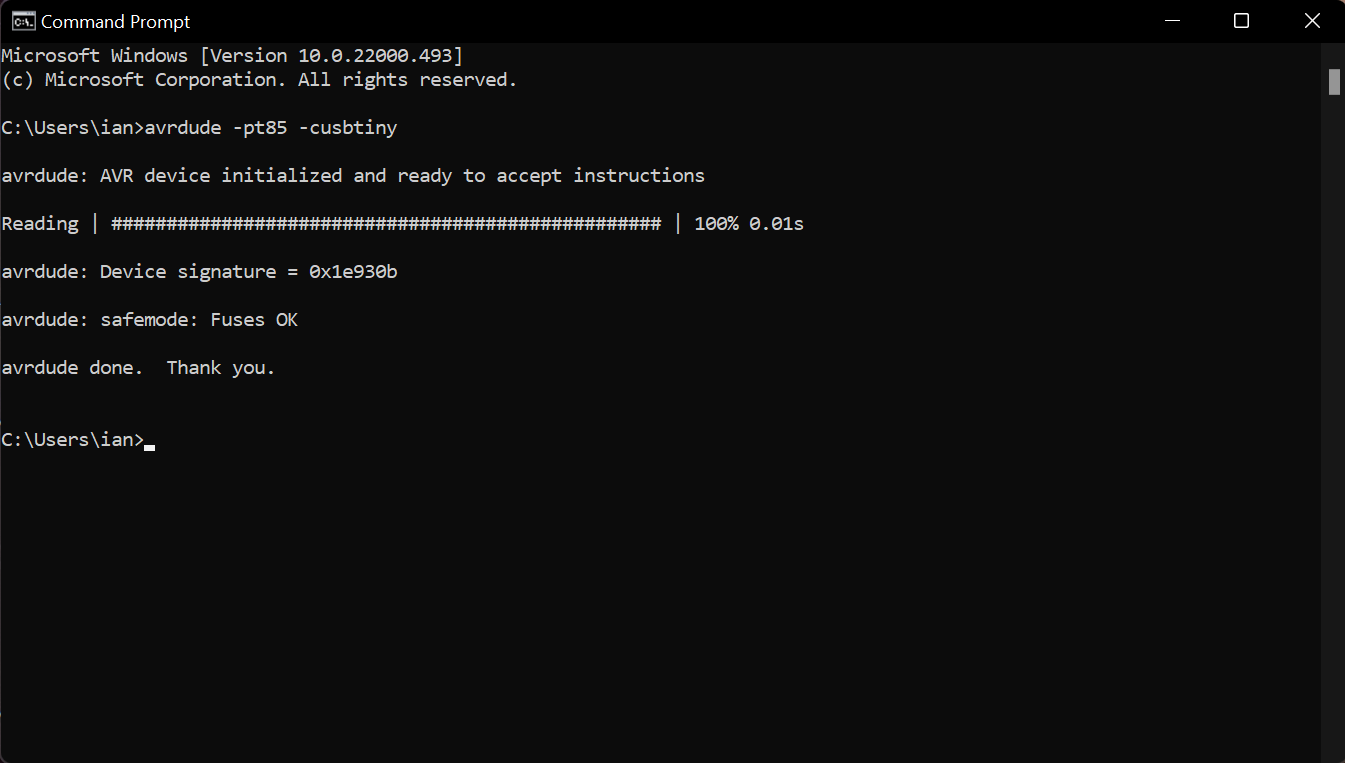 Command Prompt
Microsoft Windows [Version 10.0.22000.493]
(c) Microsoft Corporation. All rights reserved.
C:\Users\ian>avrdude -pt85 -cusbtiny
avrdude: AVR device initialized and ready to accept instructions
Reading | ################################################## | 100% 0.01s
avrdude: Device signature = 0x1e930b
avrdude: safemode: Fuses OK
avrdude done.  Thank you.
C:\Users\ian>